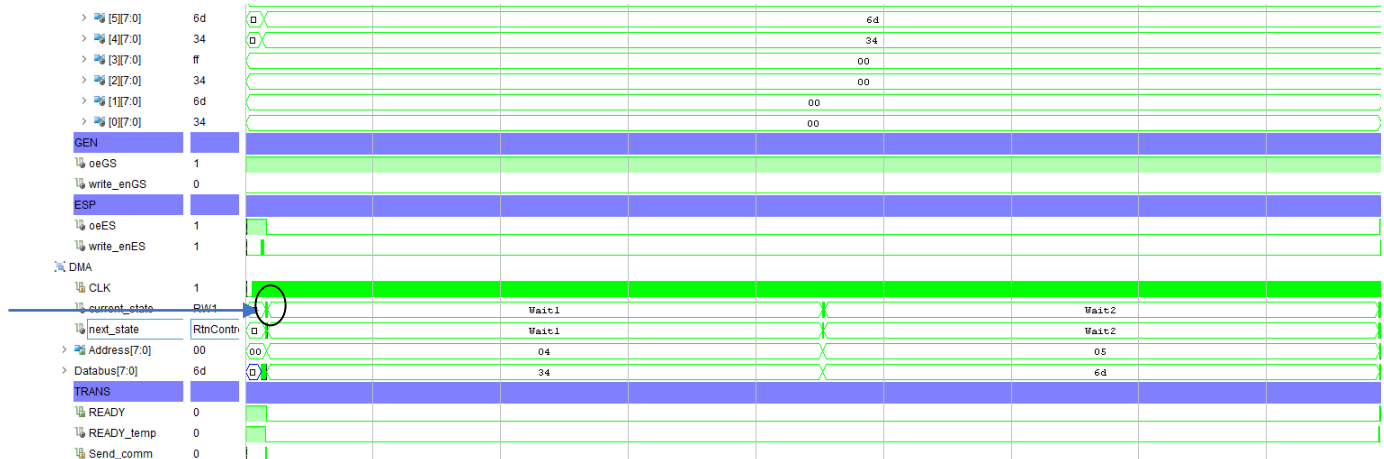 [5][7:0] 6d 6d
[4][7:0] 34 34
[3][7:0] ff 00
[2][7:0] 34 00
[1][7:0] 6d 00
[0][7:0] 34 00
GEN
oeGS 1
write_enGS 0
ESP
oeES 1
write_enES 1
DMA
CLK 1
current_state RW1 Wait1 Wait2
next_state RtnContr Wait1 Wait2
Address[7:0] 00 00 04 05
Databus[7:0] 6d 34 6d
TRANS
READY 0
READY_temp 0
Send_comm 0